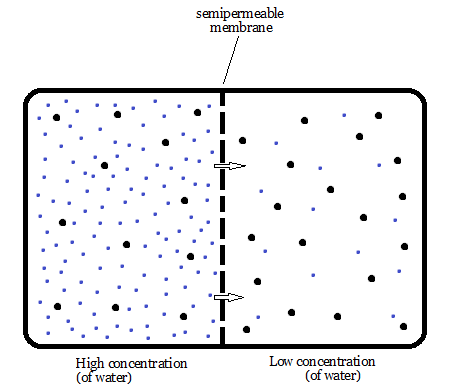 semipermeable
membrane
High concentration
(of water)
Low concentration
(of water)